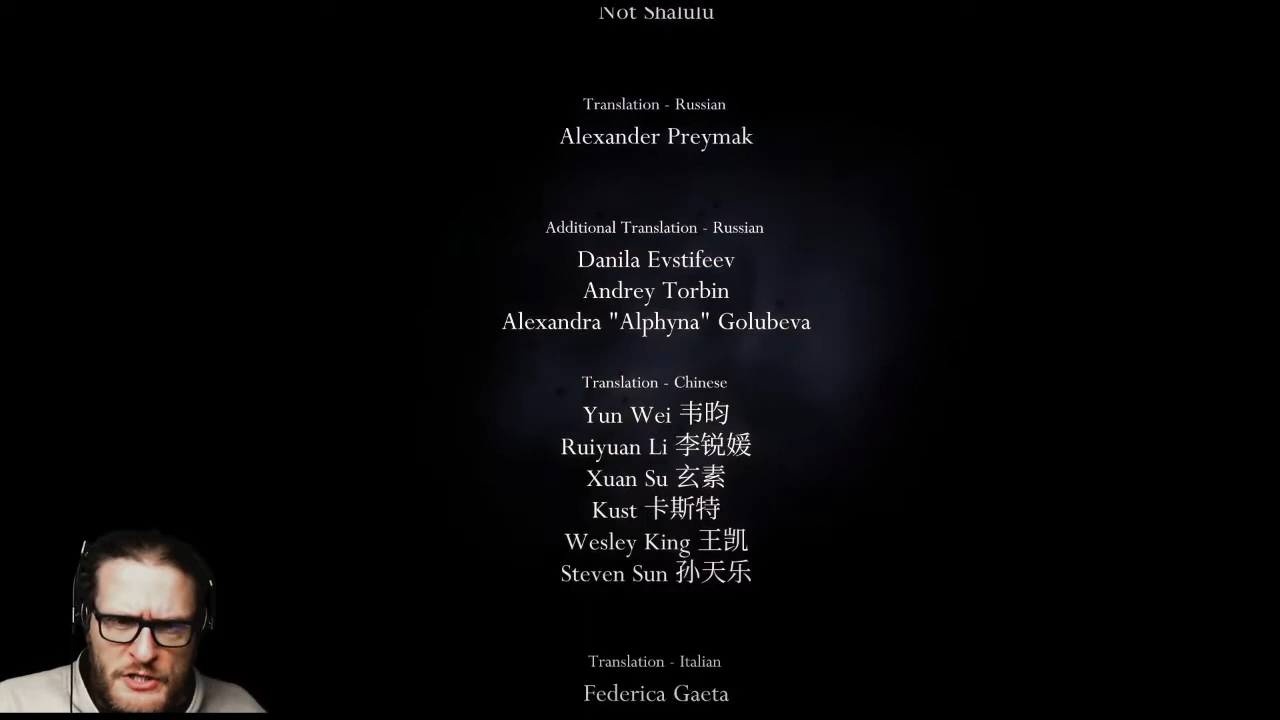 Not Shalulu
Translation - Russian
Alexander Preymak
Additional Translation - Russian
Danila Evstifeev
Andrey Torbin
Alexandra "Alphyna" Golubeva
Translation - Chinese
Yun Wei 韦昀
Ruiyuan Li 李锐媛
Xuan Su 玄素
Kust 卡斯特
Wesley King 王凯
Steven Sun 孙天乐
Translation - Italian
Federica Gaeta